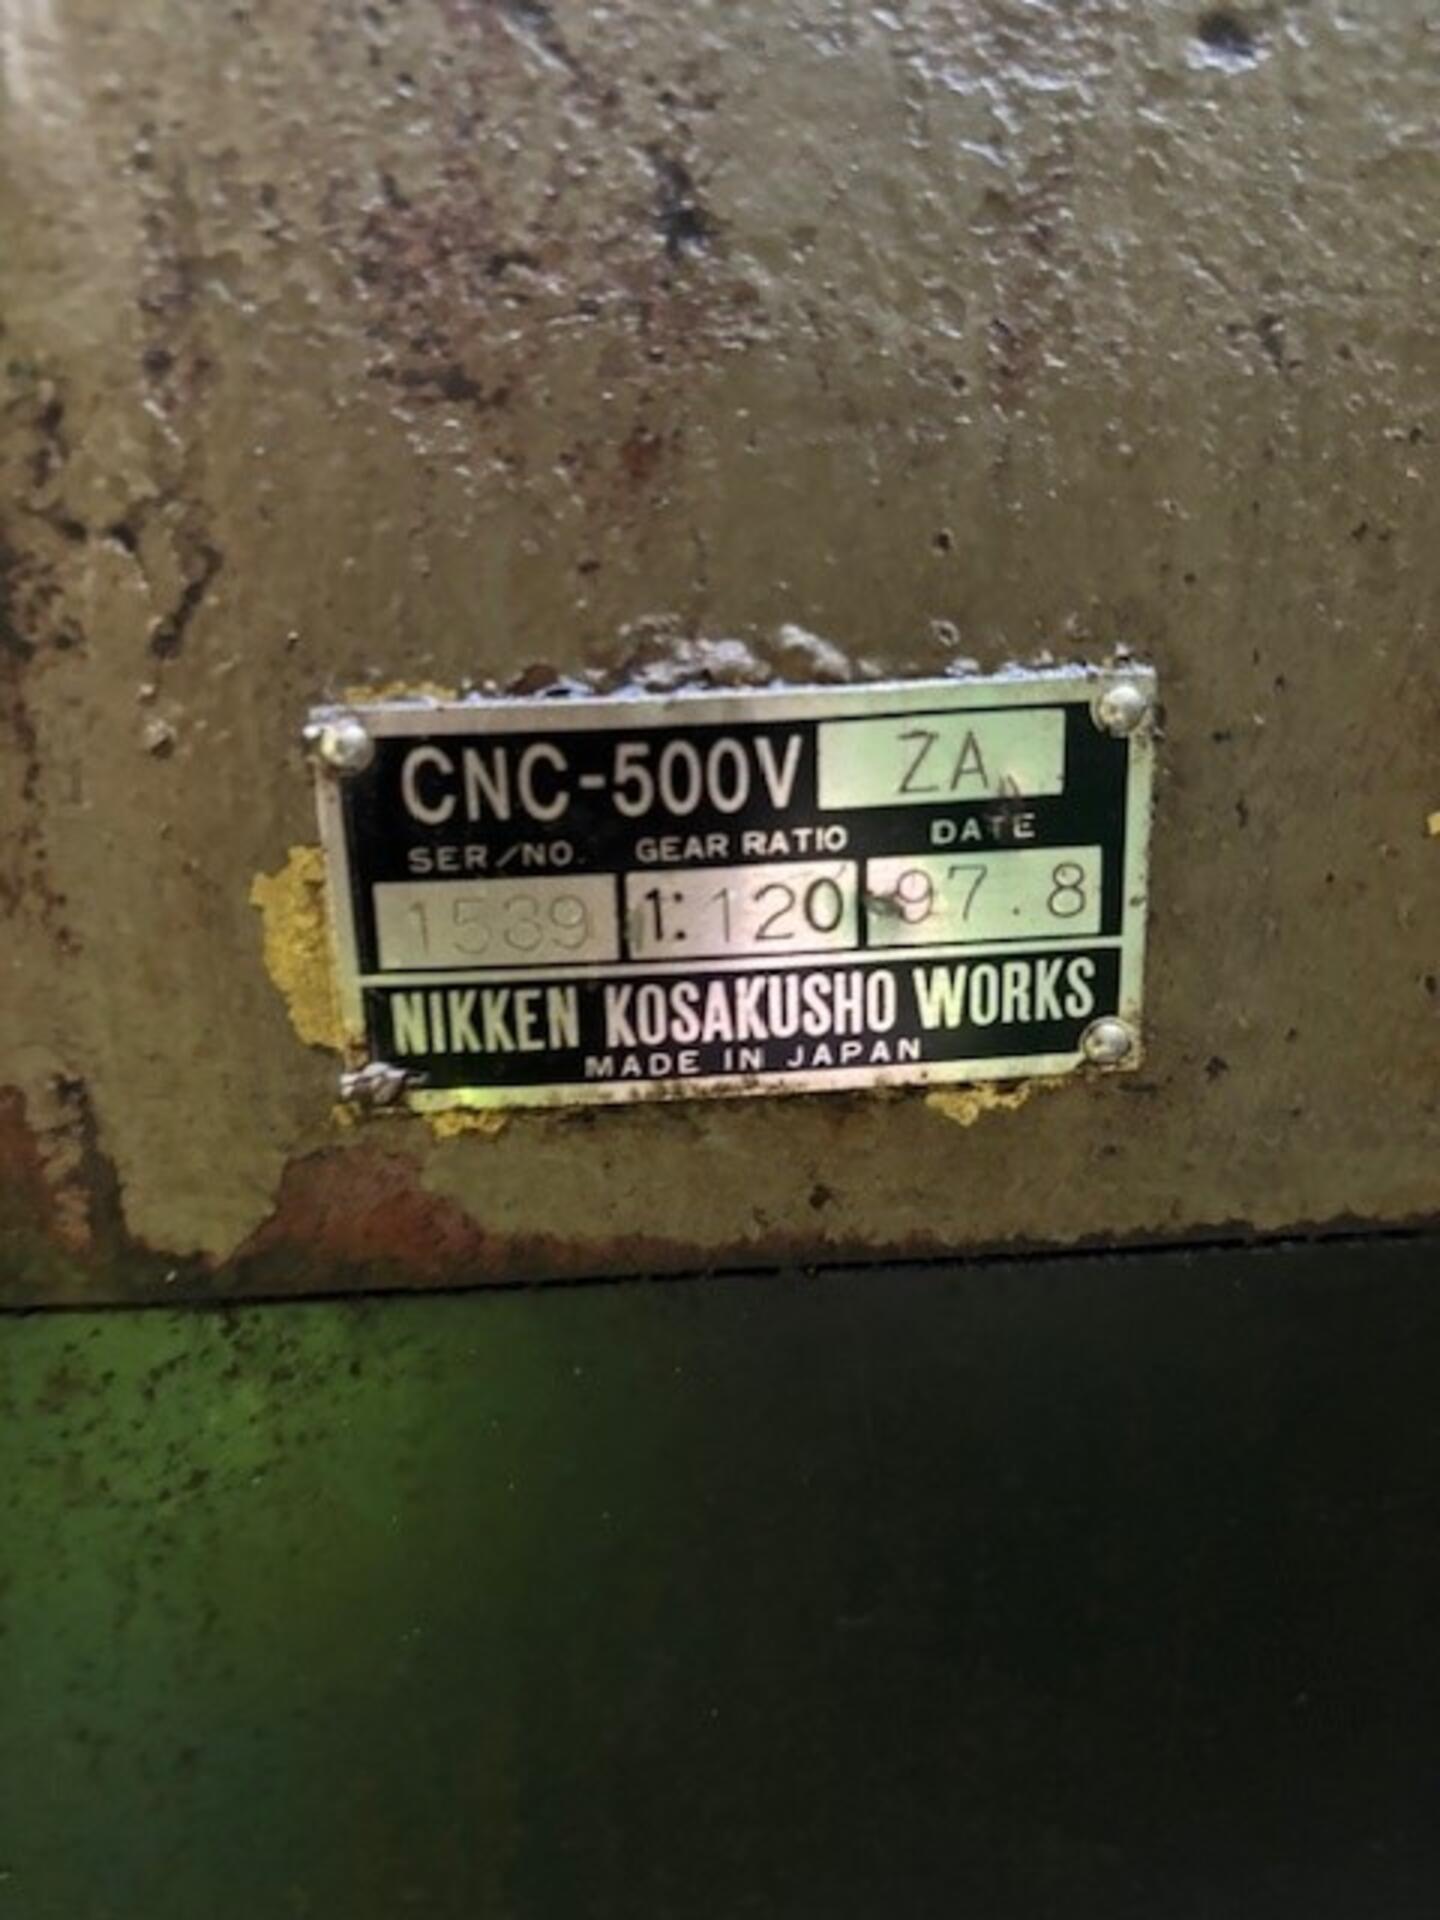 CNC-500V ZA
SER/NO. GEAR RATIO DATE
1539 1:120 97.8
NIKKEN KOSAKUSHO WORKS
MADE IN JAPAN